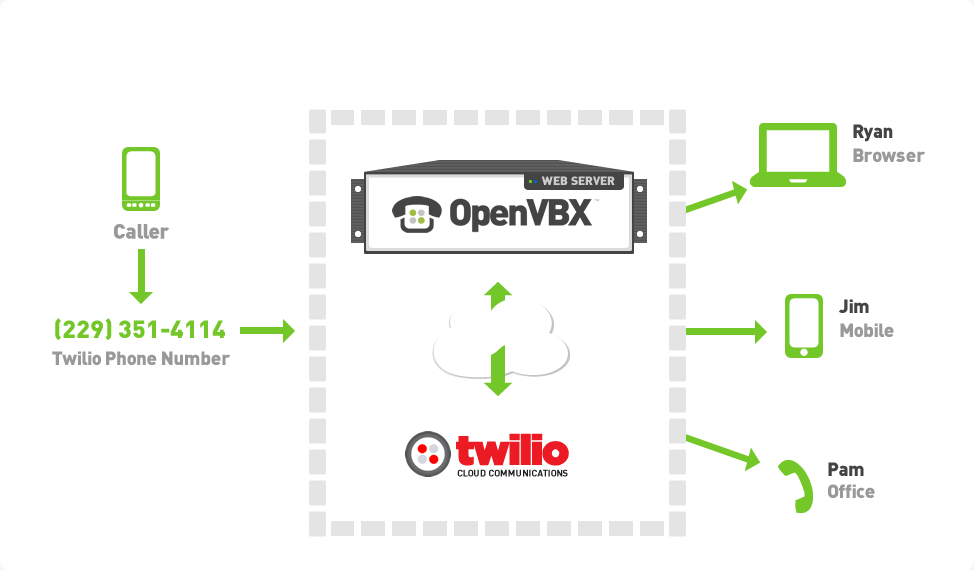 Caller
(229) 351-4114
Twilio Phone Number
WEB SERVER
OpenVBX™
twilio
CLOUD COMMUNICATIONS
Ryan
Browser
Jim
Mobile
Pam
Office